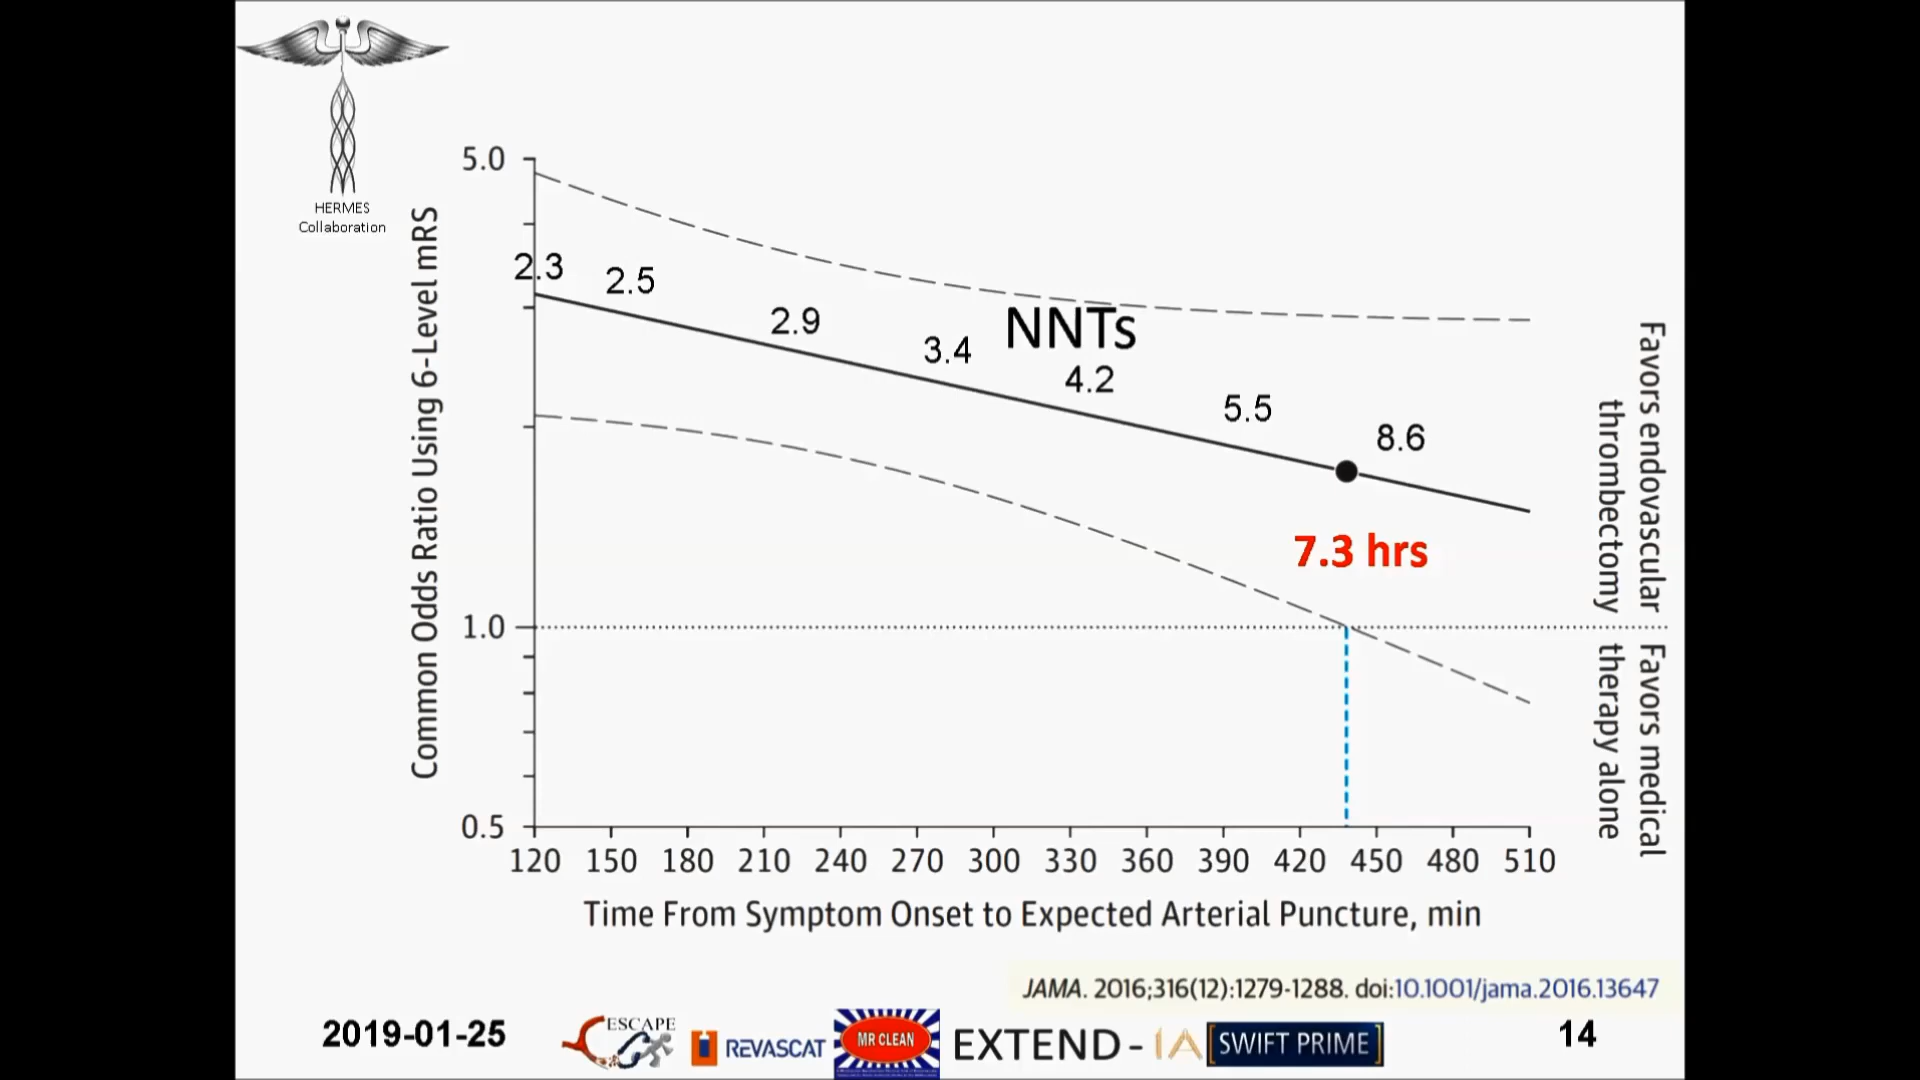 HERMES
Collaboration
Common Odds Ratio Using 6-Level mRS
5.0
1.0
0.5
2.3
2.5
2.9
3.4
NNTs
4.2
5.5
8.6
7.3 hrs
Favors endovascular
thrombectomy
Favors medical
therapy alone
120 150 180 210 240 270 300 330 360 390 420 450 480 510
Time From Symptom Onset to Expected Arterial Puncture, min
JAMA. 2016;316(12):1279-1288. doi:10.1001/jama.2016.13647
2019-01-25
ESCAPE
REVASCAT
MR CLEAN
EXTEND-IA
SWIFT PRIME
14